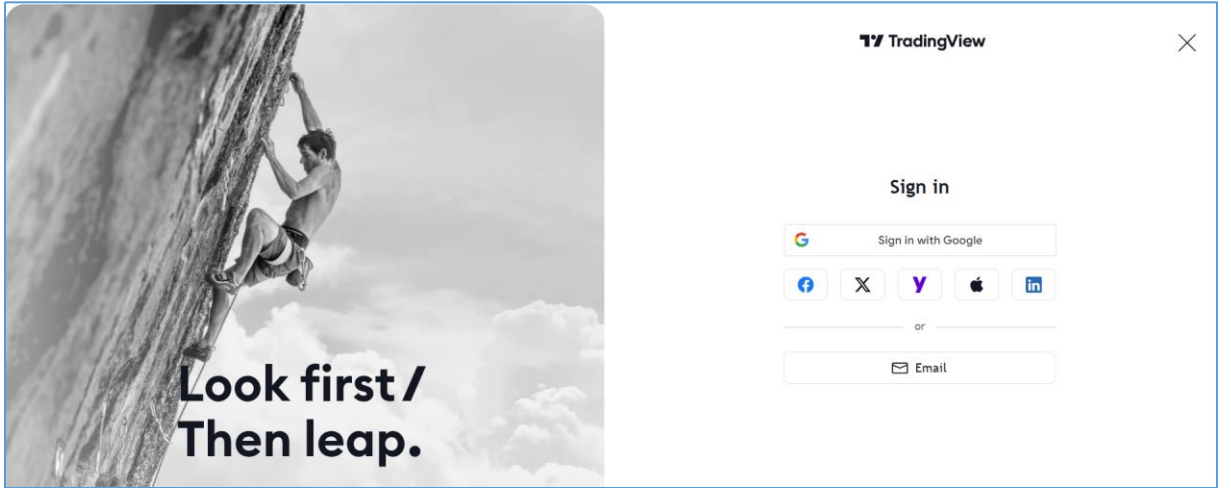 TradingView
Sign in
Sign in with Google
or
Email
Look first/
Then leap.